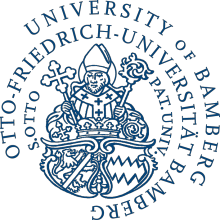 UNIVERSITY OF BAMBERG
OTTO-FRIEDRICH-UNIVERSITÄT BAMBERG
S. OTTO
PAT. UNIV.